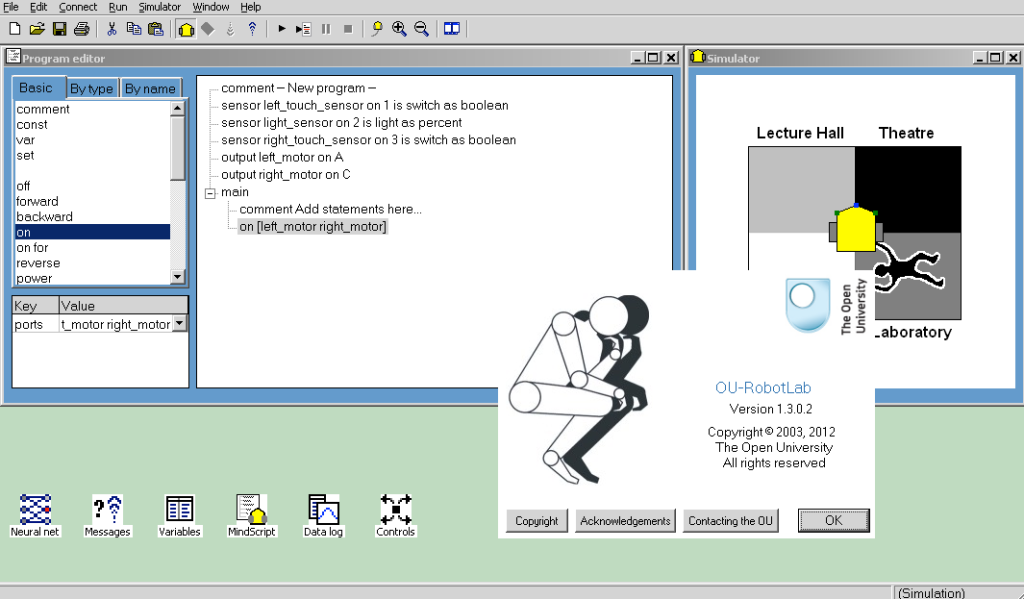 File Edit Connect Run Simulator Window Help
Program editor
Basic By type By name
comment
const
var
set
off
forward
backward
on
on for
reverse
power
Key Value
ports t_motor right_motor
comment – New program –
sensor left_touch_sensor on 1 is switch as boolean
sensor light_sensor on 2 is light as percent
sensor right_touch_sensor on 3 is switch as boolean
output left_motor on A
output right_motor on C
main
comment Add statements here...
on [left_motor right_motor]
Simulator
Lecture Hall Theatre
Laboratory
The Open
University
OU-RobotLab
Version 1.3.0.2
Copyright © 2003, 2012
The Open University
All rights reserved
Copyright Acknowledgements Contacting the OU OK
Neural net Messages Variables MindScript Data log Controls
(Simulation)